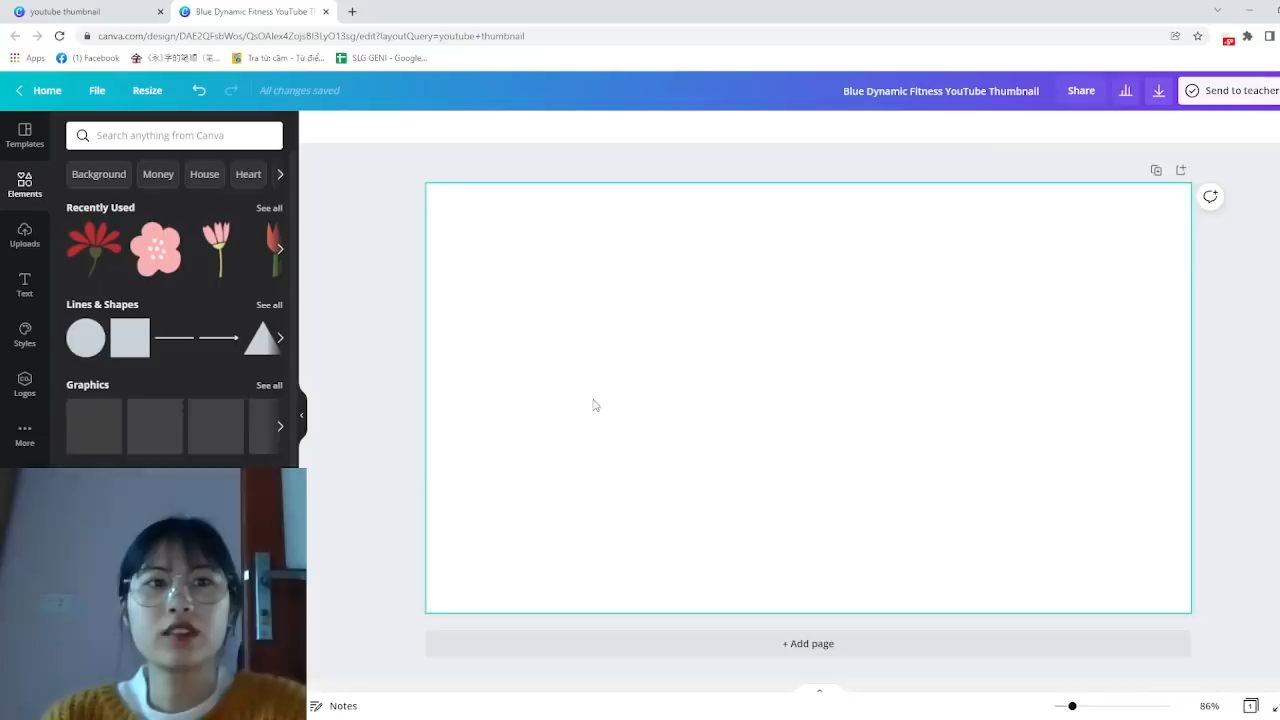 youtube thumbnail
Blue Dynamic Fitness YouTube T
canva.com/design/DAE2QFsbWos/QsOAlex4Zojs8l3LyO13sg/edit?layoutQuery=youtube+thumbnail
Apps
(1) Facebook
Tra từ: cầm - Từ điể...
SLG GENI - Google...
Home
File
Resize
All changes saved
Blue Dynamic Fitness YouTube Thumbnail
Share
Send to teacher
Templates
Elements
Uploads
Text
Styles
Logos
More
Search anything from Canva
Background
Money
House
Heart
Recently Used
See all
Lines & Shapes
See all
Graphics
See all
+ Add page
Notes
86%
1